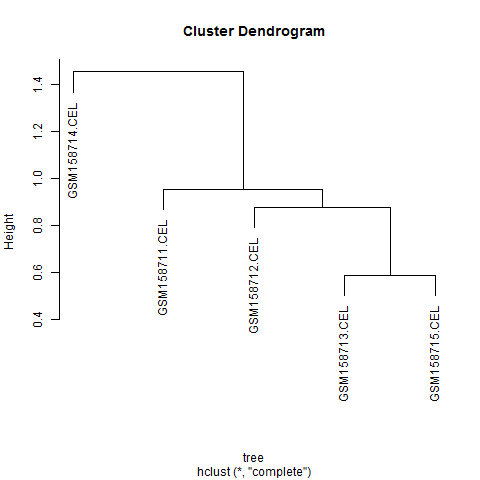 Cluster Dendrogram
Height
1.4
1.2
1.0
0.8
0.6
0.4
GSM158714.CEL
GSM158711.CEL
GSM158712.CEL
GSM158713.CEL
GSM158715.CEL
tree
hclust (*, "complete")